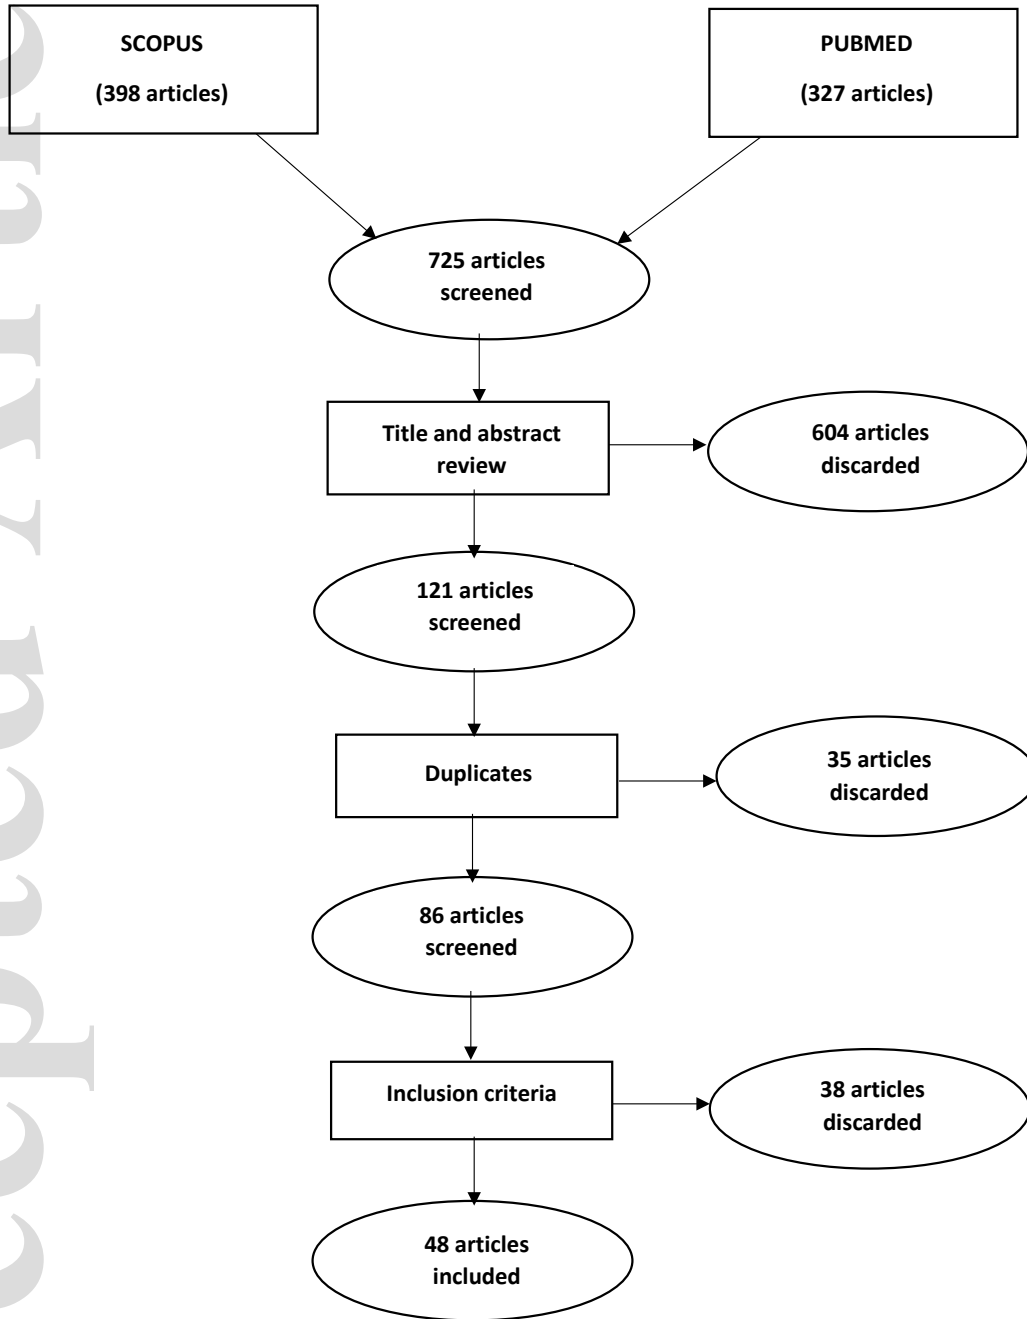 SCOPUS
(398 articles)
PUBMED
(327 articles)
725 articles
screened
Title and abstract
review
604 articles
discarded
121 articles
screened
Duplicates
35 articles
discarded
86 articles
screened
Inclusion criteria
38 articles
discarded
48 articles
included